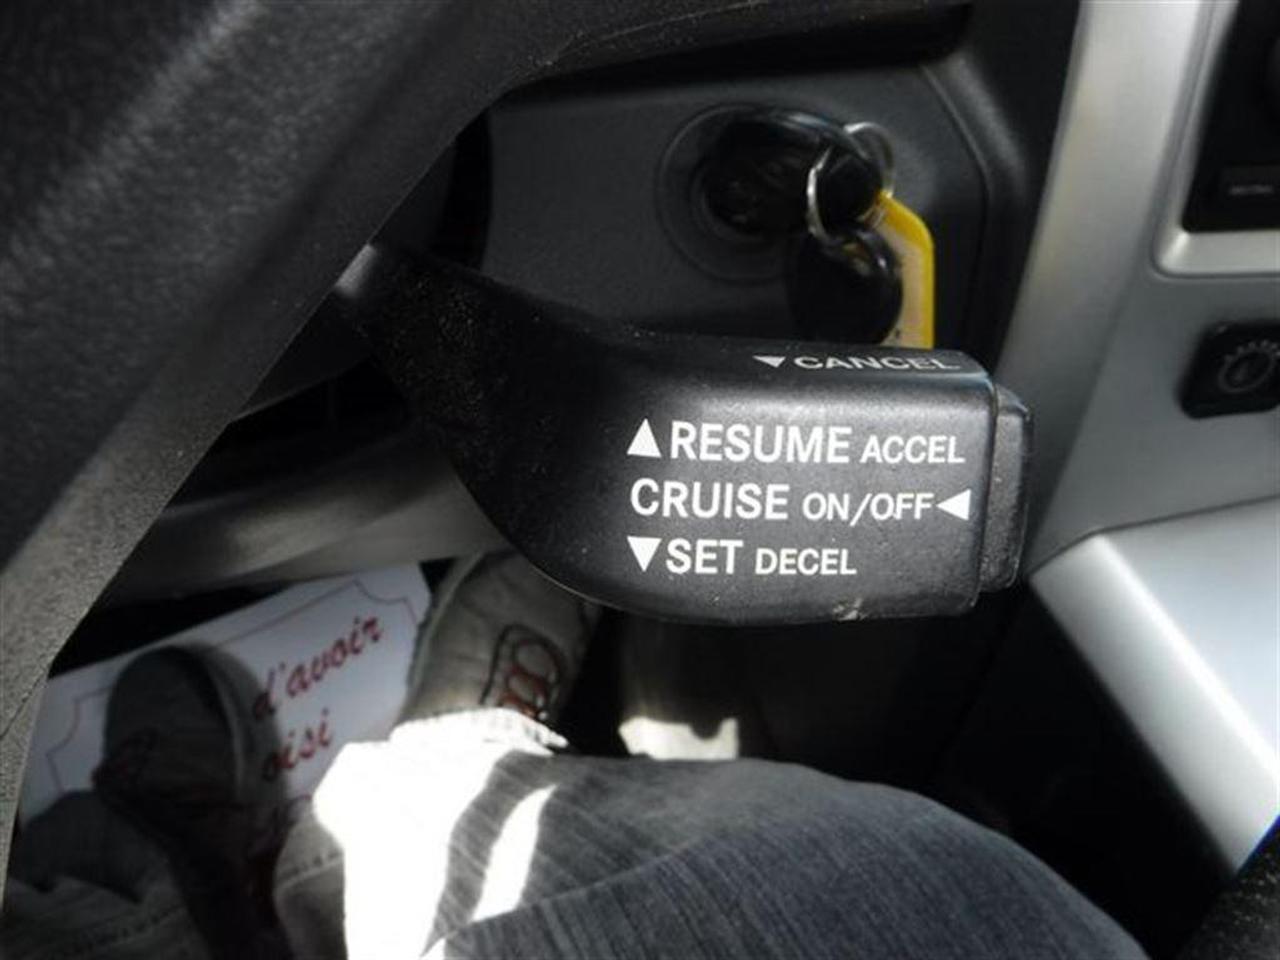 ▼CANCEL
▲RESUME ACCEL
CRUISE ON/OFF◀
▼SET DECEL
d'avoir
oisi